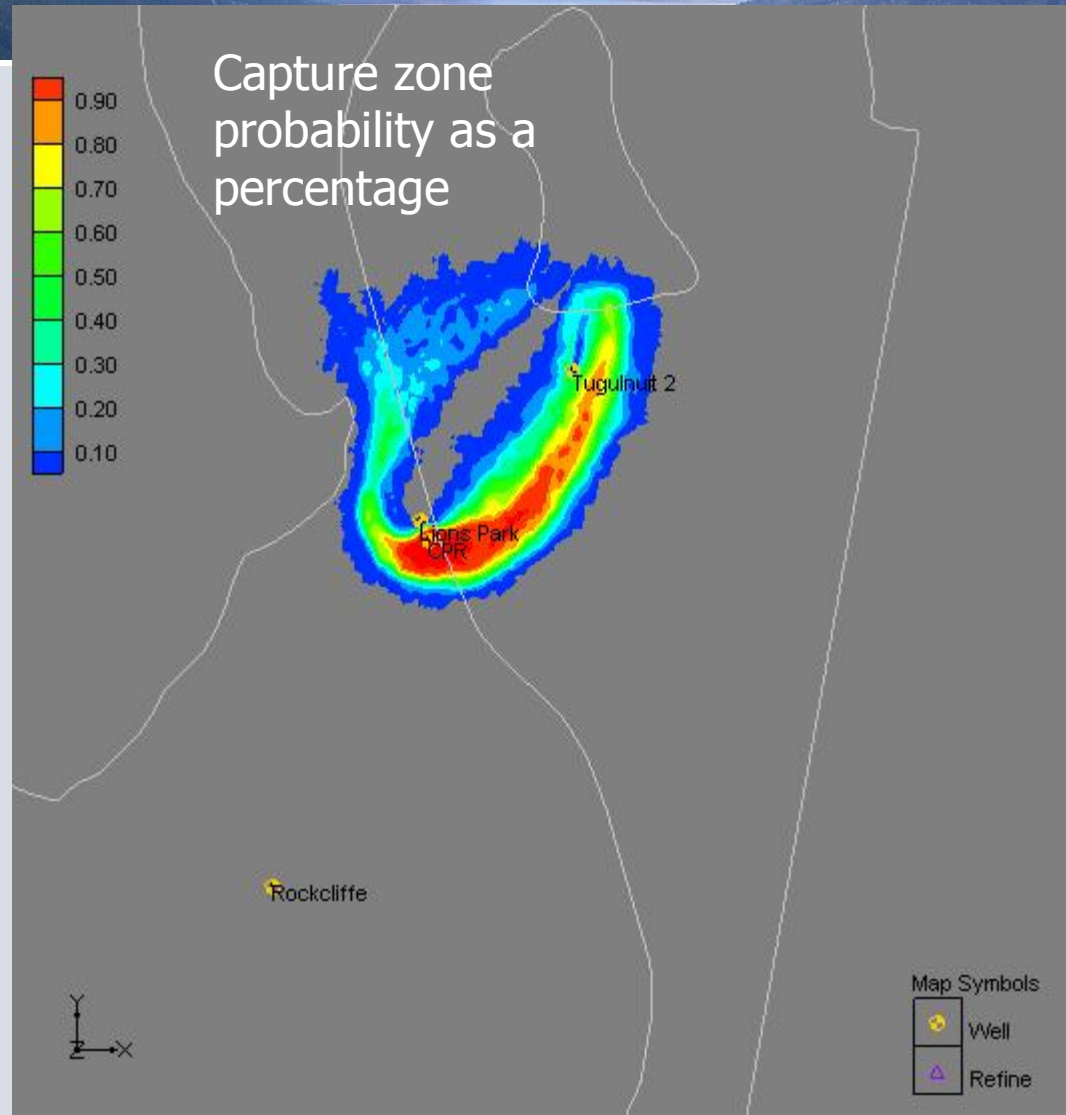 Capture zone
probability as a
percentage
0.90
0.80
0.70
0.60
0.50
0.40
0.30
0.20
0.10
Tugulnuit 2
Lions Park
CPR
Rockcliffe
Y
Z
X
Map Symbols
Well
Refine